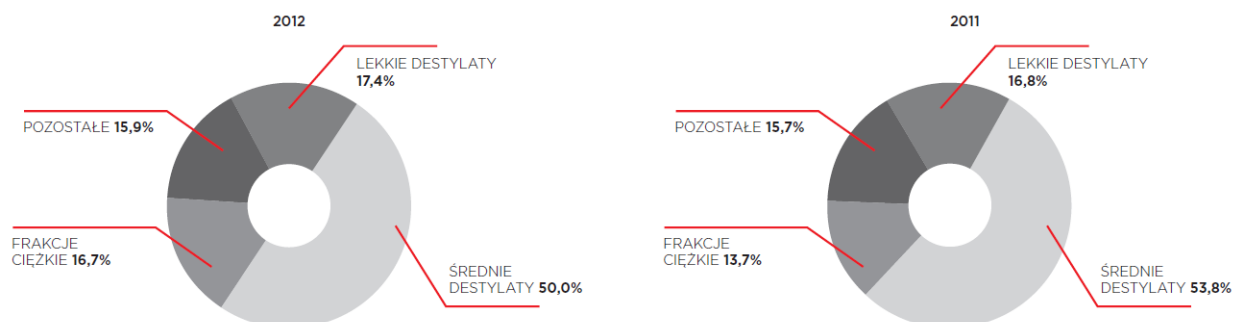 2012
LEKKIE DESTYLATY
17,4%
POZOSTAŁE 15,9%
FRAKCJE
CIĘŻKIE 16,7%
ŚREDNIE
DESTYLATY 50,0%
2011
LEKKIE DESTYLATY
16,8%
POZOSTAŁE 15,7%
FRAKCJE
CIĘŻKIE 13,7%
ŚREDNIE
DESTYLATY 53,8%